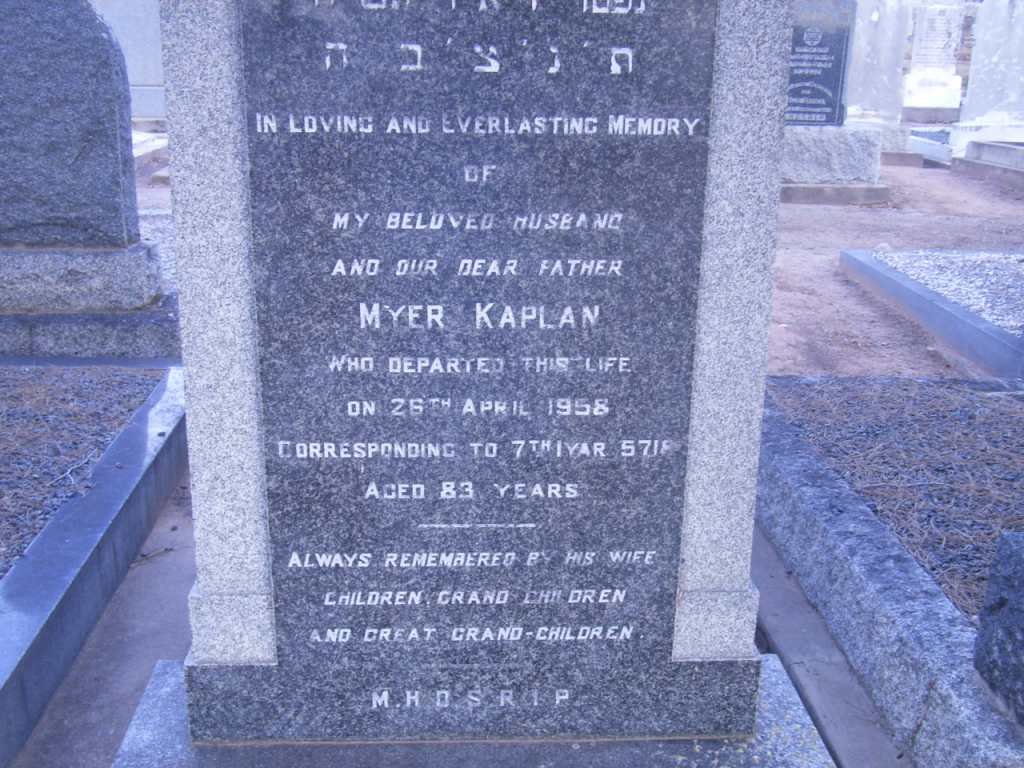 ת׳נ׳צ׳ב׳ה
IN LOVING AND EVERLASTING MEMORY
OF
MY BELOVED HUSBAND
AND OUR DEAR FATHER
MYER KAPLAN
WHO DEPARTED THIS LIFE
ON 26TH APRIL 1958
CORRESPONDING TO 7TH IYAR 5718
AGED 83 YEARS
ALWAYS REMEMBERED BY HIS WIFE
CHILDREN, GRAND CHILDREN
AND GREAT GRAND-CHILDREN.
M.H.D.S.R.I.P.